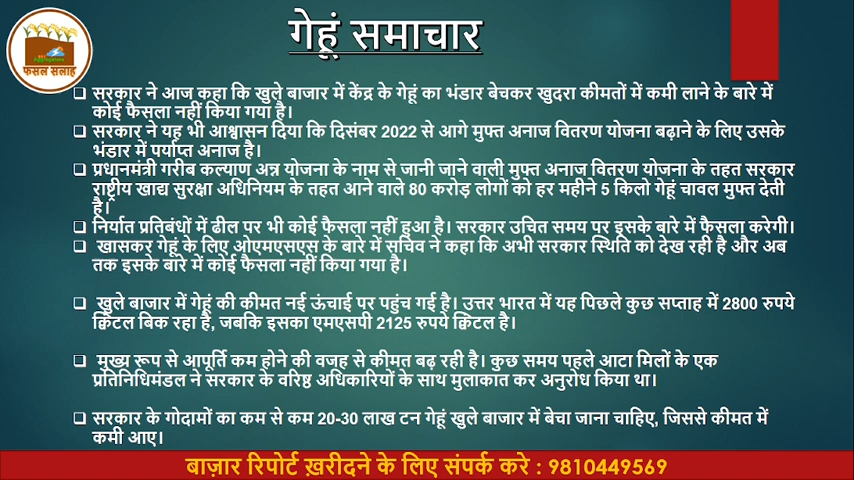 गेहूं समाचार
फसल सलाह
❑ सरकार ने आज कहा कि खुले बाजार में केंद्र के गेहूं का भंडार बेचकर खुदरा कीमतों में कमी लाने के बारे में
कोई फैसला नहीं किया गया है।
❑ सरकार ने यह भी आश्वासन दिया कि दिसंबर 2022 से आगे मुफ्त अनाज वितरण योजना बढ़ाने के लिए उसके
भंडार में पर्याप्त अनाज है।
❑ प्रधानमंत्री गरीब कल्याण अन्न योजना के नाम से जानी जाने वाली मुफ्त अनाज वितरण योजना के तहत सरकार
राष्ट्रीय खाद्य सुरक्षा अधिनियम के तहत आने वाले 80 करोड़ लोगों को हर महीने 5 किलो गेहूं चावल मुफ्त देती
है।
❑ निर्यात प्रतिबंधों में ढील पर भी कोई फैसला नहीं हुआ है। सरकार उचित समय पर इसके बारे में फैसला करेगी।
❑ खासकर गेहूं के लिए ओएमएसएस के बारे में सचिव ने कहा कि अभी सरकार स्थिति को देख रही है और अब
तक इसके बारे में कोई फैसला नहीं किया गया है।
❑ खुले बाजार में गेहूं की कीमत नई ऊंचाई पर पहुंच गई है। उत्तर भारत में यह पिछले कुछ सप्ताह में 2800 रुपये
क्विंटल बिक रहा है, जबकि इसका एमएसपी 2125 रुपये क्विंटल है।
❑ मुख्य रूप से आपूर्ति कम होने की वजह से कीमत बढ़ रही है। कुछ समय पहले आटा मिलों के एक
प्रतिनिधिमंडल ने सरकार के वरिष्ठ अधिकारियों के साथ मुलाकात कर अनुरोध किया था।
❑ सरकार के गोदामों का कम से कम 20-30 लाख टन गेहूं खुले बाजार में बेचा जाना चाहिए, जिससे कीमत में
कमी आए।
बाज़ार रिपोर्ट ख़रीदने के लिए संपर्क करे : 9810449569